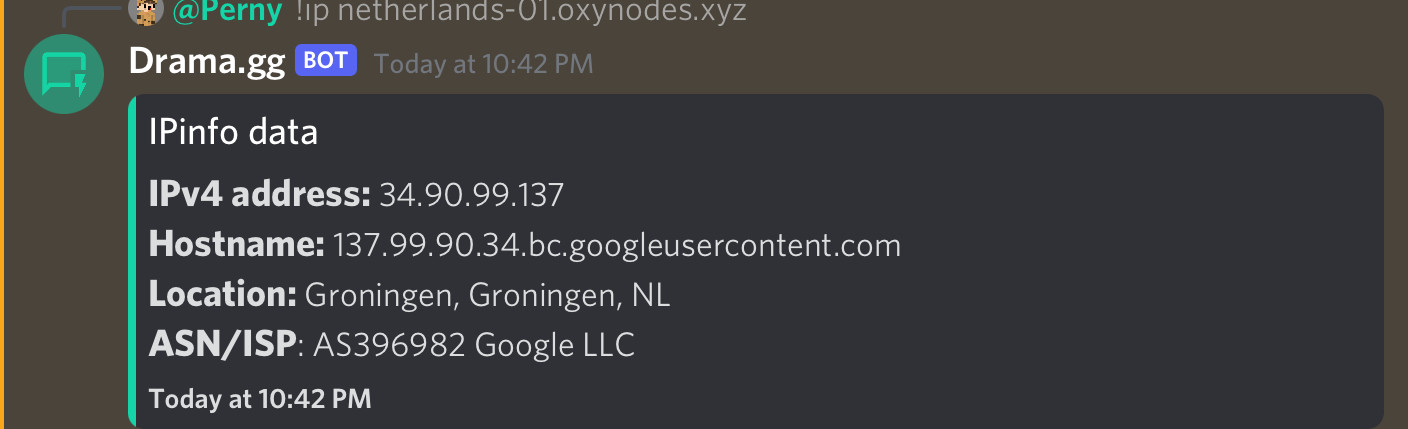 @Perny !ip netherlands-01.oxynodes.xyz
Drama.gg BOT Today at 10:42 PM
IPinfo data
IPv4 address: 34.90.99.137
Hostname: 137.99.90.34.bc.googleusercontent.com
Location: Groningen, Groningen, NL
ASN/ISP: AS396982 Google LLC
Today at 10:42 PM